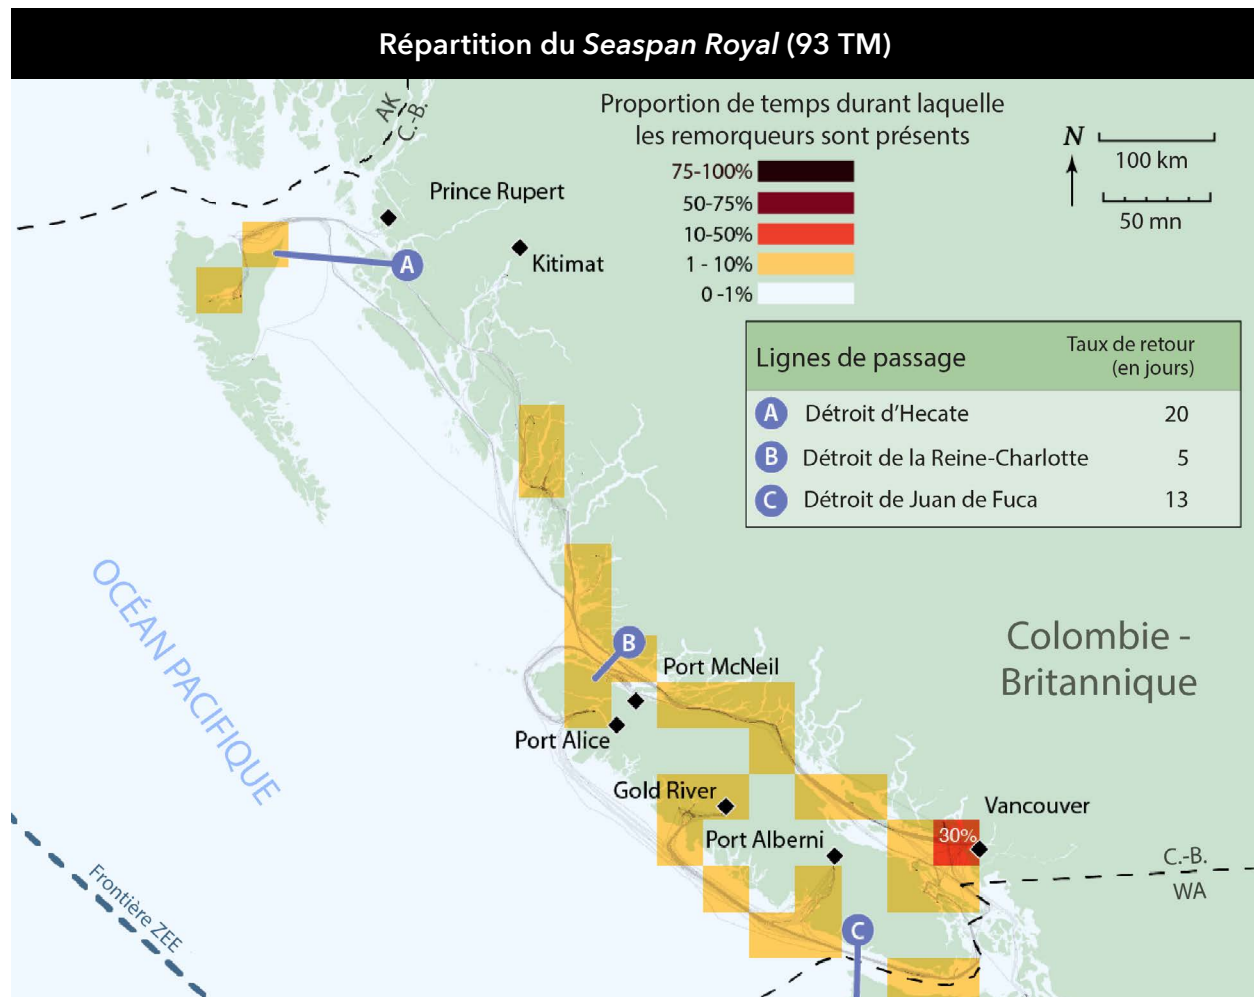 Répartition du Seaspan Royal (93 TM)
AK
C.-B.
Proportion de temps durant laquelle
les remorqueurs sont présents
75-100%
50-75%
10-50%
1 - 10%
0 -1%
N
100 km
50 mn
Prince Rupert
Kitimat
A
Lignes de passage
Taux de retour
(en jours)
A Détroit d'Hecate 20
B Détroit de la Reine-Charlotte 5
C Détroit de Juan de Fuca 13
OCÉAN PACIFIQUE
Colombie -
Britannique
B
Port McNeil
Port Alice
Gold River
Port Alberni
Vancouver
30%
C.-B.
WA
Frontière ZEE
C